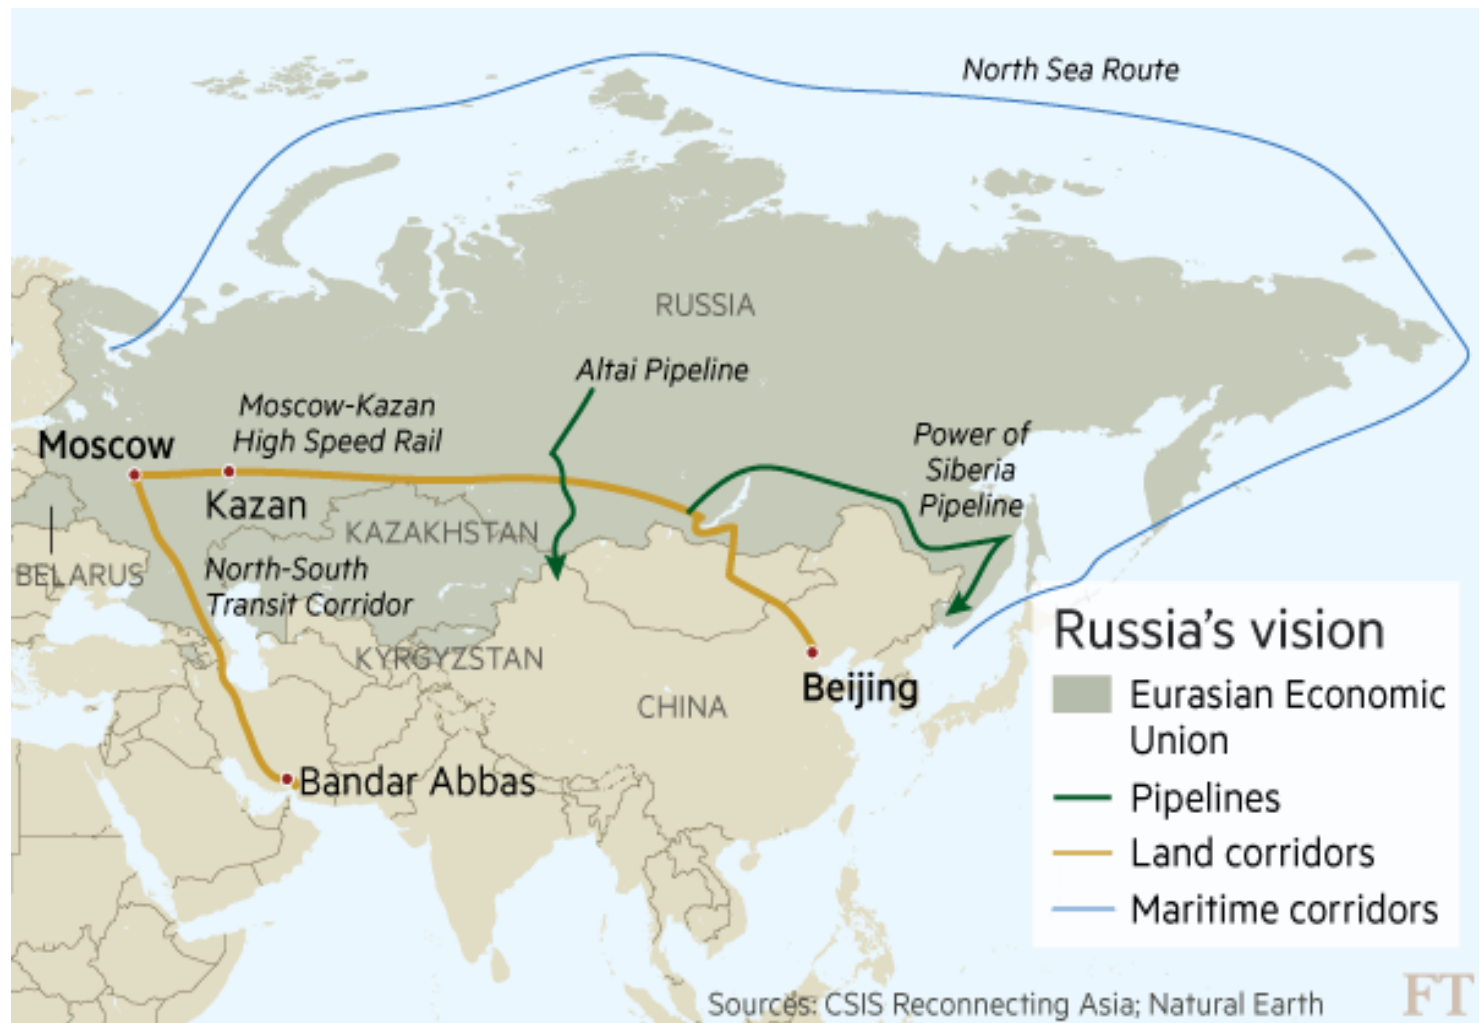 North Sea Route
RUSSIA
Altai Pipeline
Moscow-Kazan
High Speed Rail
Power of
Siberia
Pipeline
Moscow
Kazan
KAZAKHSTAN
BELARUS
North-South
Transit Corridor
KYRGYZSTAN
Beijing
CHINA
Bandar Abbas
Russia's vision
Eurasian Economic
Union
Pipelines
Land corridors
Maritime corridors
Sources: CSIS Reconnecting Asia; Natural Earth
FT